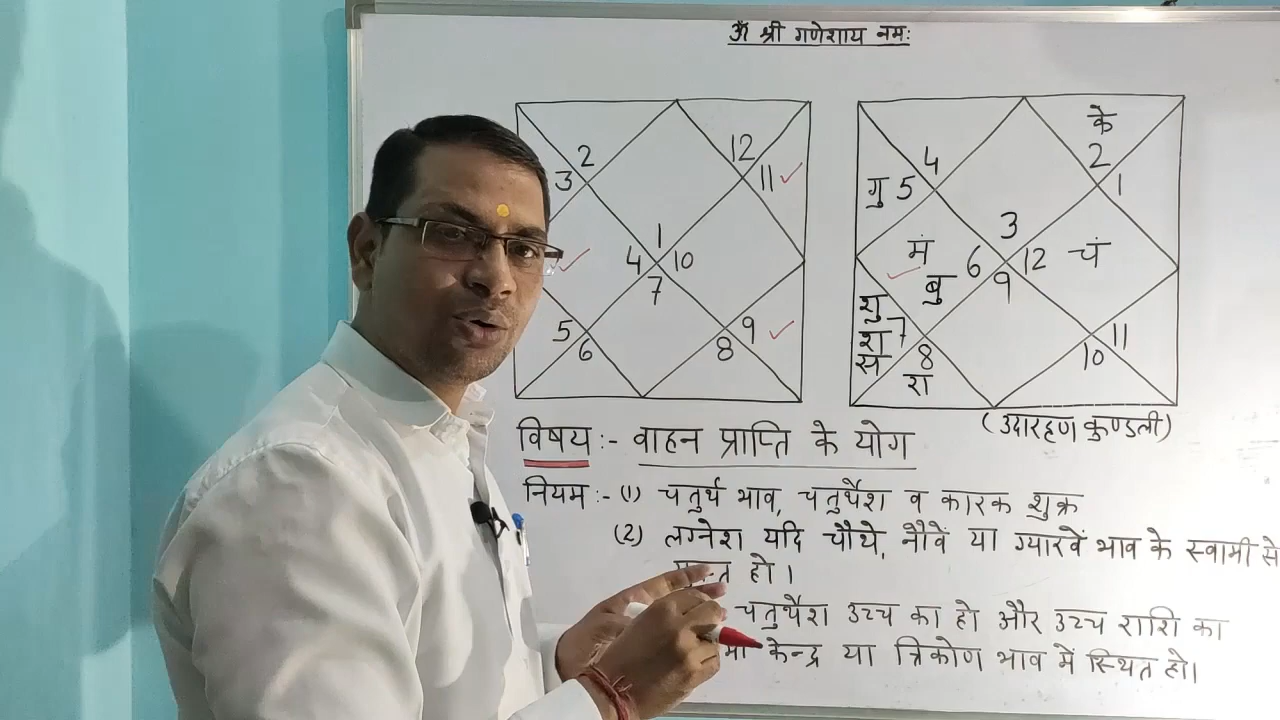 ॐ श्री गणेशाय नमः
2
12
3
11
1
4
10
7
5
9
6
8
के
4
2
गु 5
1
3
मं
6
12
चं
बु
9
शु
श 7
स
8
11
10
रा
(उदारहण कुण्डली)
विषय :- वाहन प्राप्ति के योग
नियम :- (1) चतुर्थ भाव, चतुर्थेश व कारक शुक्र
(2) लग्नेश यदि चौथे, नौवें या ग्यारवें भाव के स्वामी से
हो।
चतुर्थेश उच्च का हो और उच्च राशि का
केन्द्र या त्रिकोण भाव में स्थित हो।